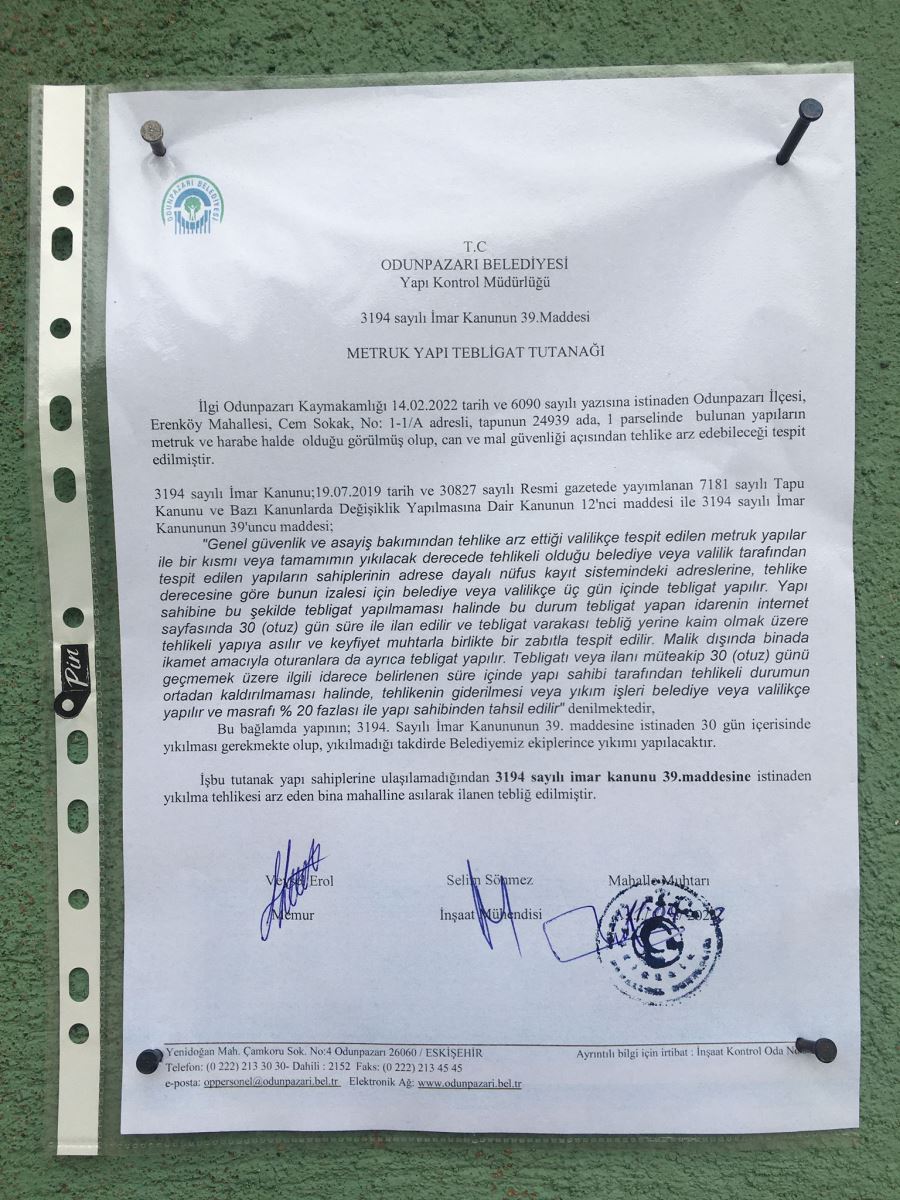 ODUNPAZARI BELEDİYESİ
T.C
ODUNPAZARI BELEDİYESİ
Yapı Kontrol Müdürlüğü
3194 sayılı İmar Kanunun 39.Maddesi
METRUK YAPI TEBLİGAT TUTANAĞI
İlgi Odunpazarı Kaymakamlığı 14.02.2022 tarih ve 6090 sayılı yazısına istinaden Odunpazarı İlçesi,
Erenköy Mahallesi, Cem Sokak, No: 1-1/A adresli, tapunun 24939 ada, 1 parselinde bulunan yapıların
metruk ve harabe halde olduğu görülmüş olup, can ve mal güvenliği açısından tehlike arz edebileceği tespit
edilmiştir.
3194 sayılı İmar Kanunu;19.07.2019 tarih ve 30827 sayılı Resmi gazetede yayımlanan 7181 sayılı Tapu
Kanunu ve Bazı Kanunlarda Değişiklik Yapılmasına Dair Kanunun 12'nci maddesi ile 3194 sayılı İmar
Kanununun 39'uncu maddesi;
"Genel güvenlik ve asayiş bakımından tehlike arz ettiği valilikçe tespit edilen metruk yapılar
ile bir kısmı veya tamamımın yıkılacak derecede tehlikeli olduğu belediye veya valilik tarafından
tespit edilen yapıların sahiplerinin adrese dayalı nüfus kayıt sistemindeki adreslerine, tehlike
derecesine göre bunun izalesi için belediye veya valilikçe üç gün içinde tebligat yapılır. Yapı
sahibine bu şekilde tebligat yapılmaması halinde bu durum tebligat yapan idarenin internet
sayfasında 30 (otuz) gün süre ile ilan edilir ve tebligat varakası tebliğ yerine kaim olmak üzere
tehlikeli yapıya asılır ve keyfiyet muhtarla birlikte bir zabıtla tespit edilir. Malik dışında binada
ikamet amacıyla oturanlara da ayrıca tebligat yapılır. Tebligatı veya ilanı müteakip 30 (otuz) günü
geçmemek üzere ilgili idarece belirlenen süre içinde yapı sahibi tarafından tehlikeli durumun
ortadan kaldırılmaması halinde, tehlikenin giderilmesi veya yıkım işleri belediye veya valilikçe
yapılır ve masrafı % 20 fazlası ile yapı sahibinden tahsil edilir" denilmektedir,
Bu bağlamda yapının; 3194. Sayılı İmar Kanununun 39. maddesine istinaden 30 gün içerisinde
yıkılması gerekmekte olup, yıkılmadığı takdirde Belediyemiz ekiplerince yıkımı yapılacaktır.
İşbu tutanak yapı sahiplerine ulaşılamadığından 3194 sayılı imar kanunu 39.maddesine istinaden
yıkılma tehlikesi arz eden bina mahalline asılarak ilanen tebliğ edilmiştir.
Veysel Erol Selim Sönmez Mahalle Muhtarı
Memur İnşaat Mühendisi
Yenidoğan Mah. Çamkoru Sok. No:4 Odunpazarı 26060 / ESKİŞEHİR Ayrıntılı bilgi için irtibat : İnşaat Kontrol Oda No
Telefon: (0 222) 213 30 30- Dahili : 2152 Faks: (0 222) 213 45 45
e-posta: oppersonel@odunpazari.bel.tr Elektronik Ağ: www.odunpazari.bel.tr
Pin